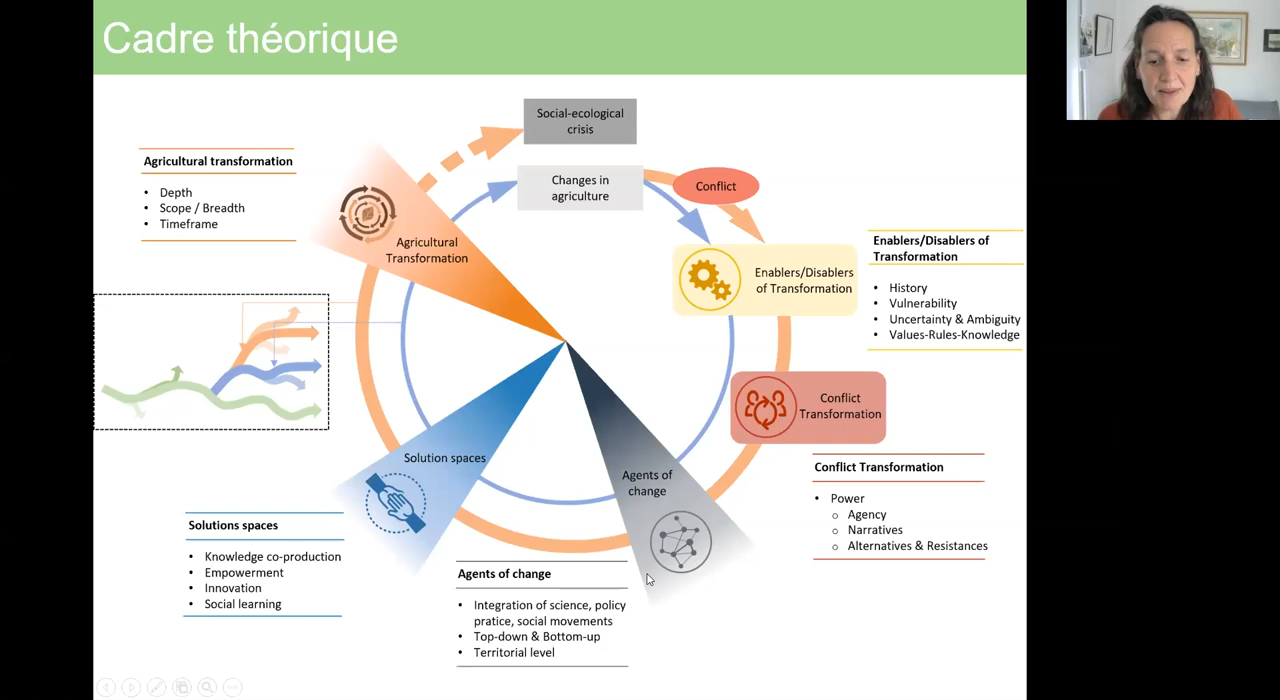 Cadre théorique
Social-ecological
crisis
Changes in
agriculture
Conflict
Agricultural transformation
• Depth
• Scope / Breadth
• Timeframe
Agricultural
Transformation
Enablers/Disablers
of Transformation
Enablers/Disablers of
Transformation
• History
• Vulnerability
• Uncertainty & Ambiguity
• Values-Rules-Knowledge
Conflict
Transformation
Conflict Transformation
• Power
o Agency
o Narratives
o Alternatives & Resistances
Solution spaces
Agents of
change
Solutions spaces
• Knowledge co-production
• Empowerment
• Innovation
• Social learning
Agents of change
• Integration of science, policy
pratice, social movements
• Top-down & Bottom-up
• Territorial level